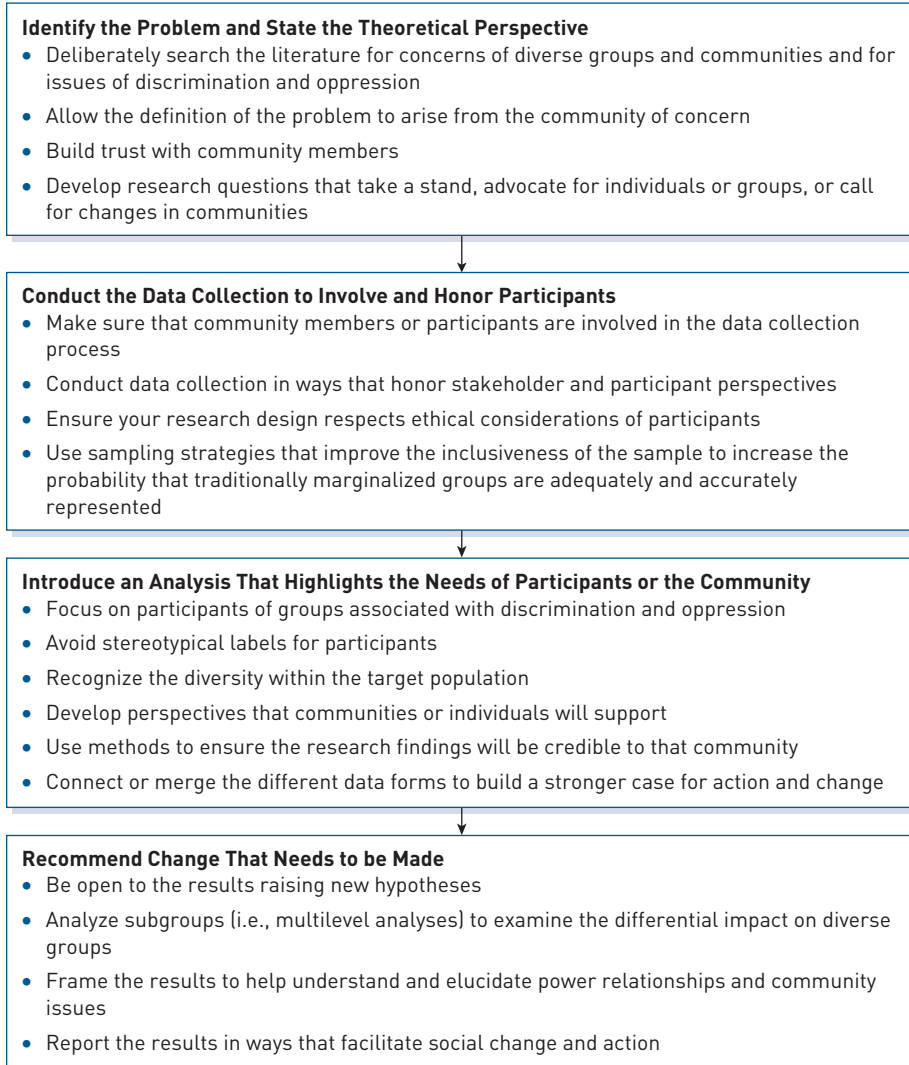 Identify the Problem and State the Theoretical Perspective
• Deliberately search the literature for concerns of diverse groups and communities and for
issues of discrimination and oppression
• Allow the definition of the problem to arise from the community of concern
• Build trust with community members
• Develop research questions that take a stand, advocate for individuals or groups, or call
for changes in communities
Conduct the Data Collection to Involve and Honor Participants
• Make sure that community members or participants are involved in the data collection
process
• Conduct data collection in ways that honor stakeholder and participant perspectives
• Ensure your research design respects ethical considerations of participants
• Use sampling strategies that improve the inclusiveness of the sample to increase the
probability that traditionally marginalized groups are adequately and accurately
represented
Introduce an Analysis That Highlights the Needs of Participants or the Community
• Focus on participants of groups associated with discrimination and oppression
• Avoid stereotypical labels for participants
• Recognize the diversity within the target population
• Develop perspectives that communities or individuals will support
• Use methods to ensure the research findings will be credible to that community
• Connect or merge the different data forms to build a stronger case for action and change
Recommend Change That Needs to be Made
• Be open to the results raising new hypotheses
• Analyze subgroups (i.e., multilevel analyses) to examine the differential impact on diverse
groups
• Frame the results to help understand and elucidate power relationships and community
issues
• Report the results in ways that facilitate social change and action